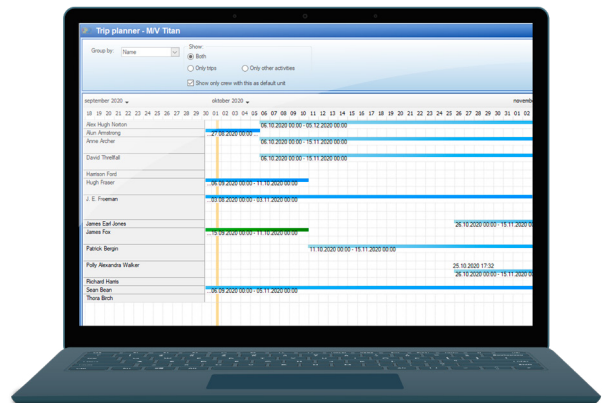 Trip planner - M/V Titan
Group by: Name
Show:
Both
Only trips Only other activities
Show only crew with this as default unit
september 2020 oktober 2020 novemb
18 19 20 21 22 23 24 25 26 27 28 29 30 01 02 03 04 05 06 07 08 09 10 11 12 13 14 15 16 17 18 19 20 21 22 23 24 25 26 27 28 29 30 31 01 02
Alex Hugh Norton 06.10.2020 00:00 - 05.12.2020 00:00
Alun Armstrong ...27.08.2020 00:00 ...
Anne Archer 06.10.2020 00:00 - 15.11.2020 00:00
David Threlfall 06.10.2020 00:00 - 15.11.2020 00:00
Harrison Ford
Hugh Fraser ...06.09.2020 00:00 - 11.10.2020 00:00
J. E. Freeman ...03.08.2020 00:00 - 03.11.2020 00:00
James Earl Jones 26.10.2020 00:00 - 15.11.2020 0
James Fox ...15.09.2020 00:00 - 11.10.2020 00:00
Patrick Bergin 11.10.2020 00:00 - 15.11.2020 00:00
Polly Alexandra Walker 25.10.2020 17:32
26.10.2020 00:00 - 15.11.2020 0
Richard Harris
Sean Bean ...06.09.2020 00:00 - 05.11.2020 00:00
Thora Birch